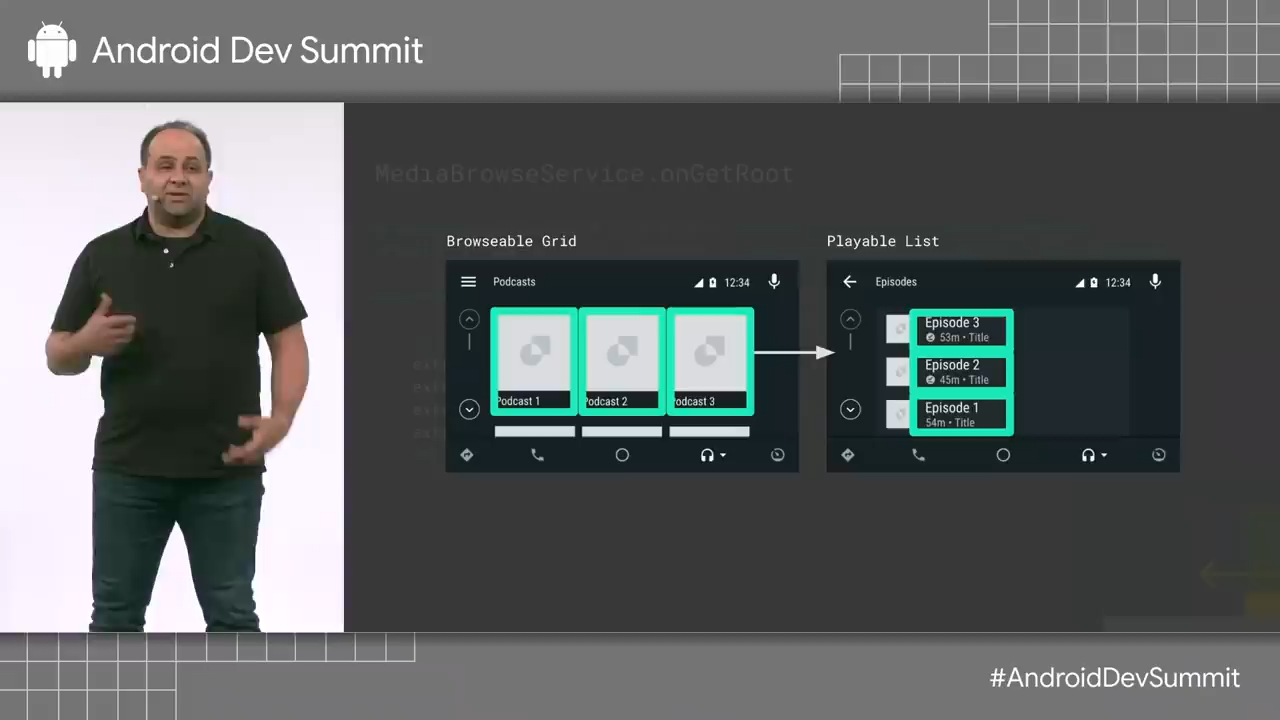 Android Dev Summit
MediaBrowseService.onGetRoot
Browseable Grid
Podcasts
12:34
Podcast 1
Podcast 2
Podcast 3
Playable List
Episodes
12:34
Episode 3
53m • Title
Episode 2
45m • Title
Episode 1
54m • Title
#AndroidDevSummit